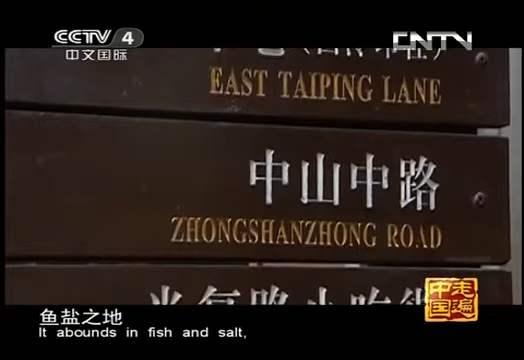 CCTV 4
中文国际
CNTV
EAST TAIPING LANE
中山中路
ZHONGSHANZHONG ROAD
走遍
中国
鱼盐之地
It abounds in fish and salt,